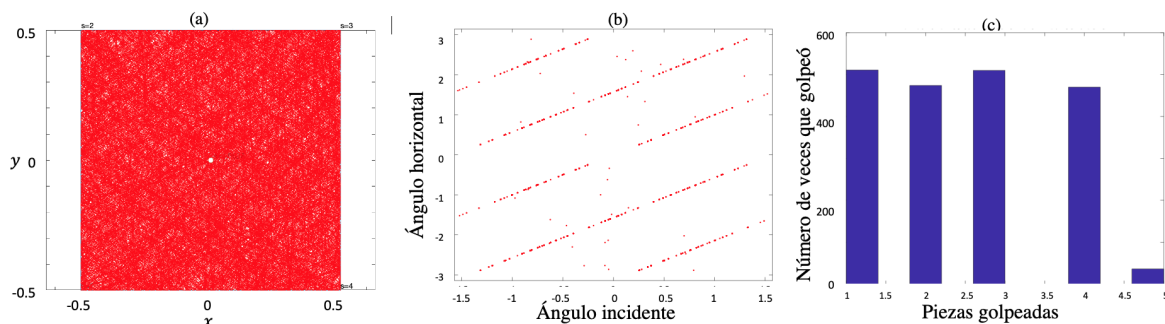 (a)
s=2
s=3
0.5
y
0
-0.5
s=4
-0.5
0
0.5
x
(b)
Ángulo horizontal
3
2
1
0
-1
-2
-3
-1.5
-1
-0.5
0
0.5
1
1.5
Ángulo incidente
(c)
Número de veces que golpeó
600
400
200
0
1
1.5
2
2.5
3
3.5
4
4.5
5
Piezas golpeadas